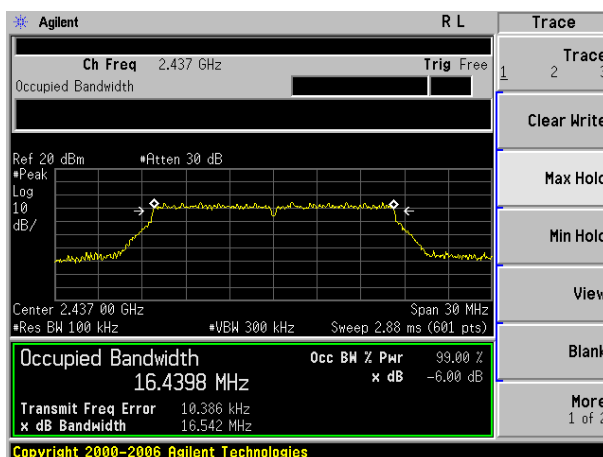 Agilent R L Trace
Ch Freq 2.437 GHz Trig Free
Occupied Bandwidth
Trace
1 2 3
Clear Write
Max Hold
Min Hold
View
Blank
More
1 of 2
Ref 20 dBm #Atten 30 dB
#Peak
Log
10
dB/
Center 2.437 00 GHz Span 30 MHz
#Res BW 100 kHz #VBW 300 kHz Sweep 2.88 ms (601 pts)
Occupied Bandwidth Occ BW % Pwr 99.00 %
16.4398 MHz x dB -6.00 dB
Transmit Freq Error 10.386 kHz
x dB Bandwidth 16.542 MHz
Copyright 2000-2006 Agilent Technologies